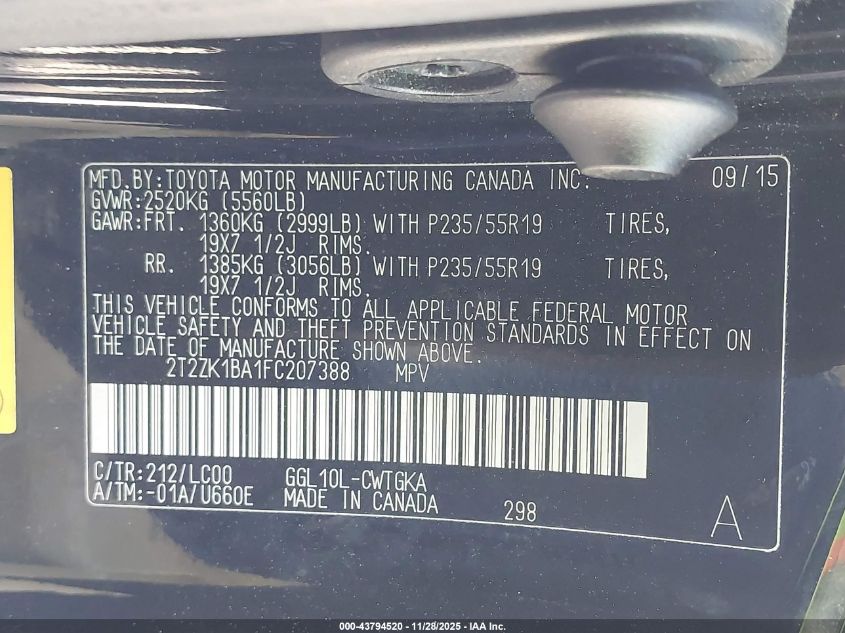 MFD.BY:TOYOTA MOTOR MANUFACTURING CANADA INC. 09/15
GVWR:2520KG (5560LB)
GAWR:FRT. 1360KG (2999LB) WITH P235/55R19 TIRES,
19X7 1/2J RIMS.
RR. 1385KG (3056LB) WITH P235/55R19 TIRES,
19X7 1/2J RIMS.
THIS VEHICLE CONFORMS TO ALL APPLICABLE FEDERAL MOTOR
VEHICLE SAFETY AND THEFT PREVENTION STANDARDS IN EFFECT ON
THE DATE OF MANUFACTURE SHOWN ABOVE.
2T2ZK1BA1FC207388 MPV
C/TR:212/LC00 GGL10L-CWTGKA
A/TM:-01A/U660E MADE IN CANADA 298 A
000-43794520 - 11/28/2025 - IAA Inc.